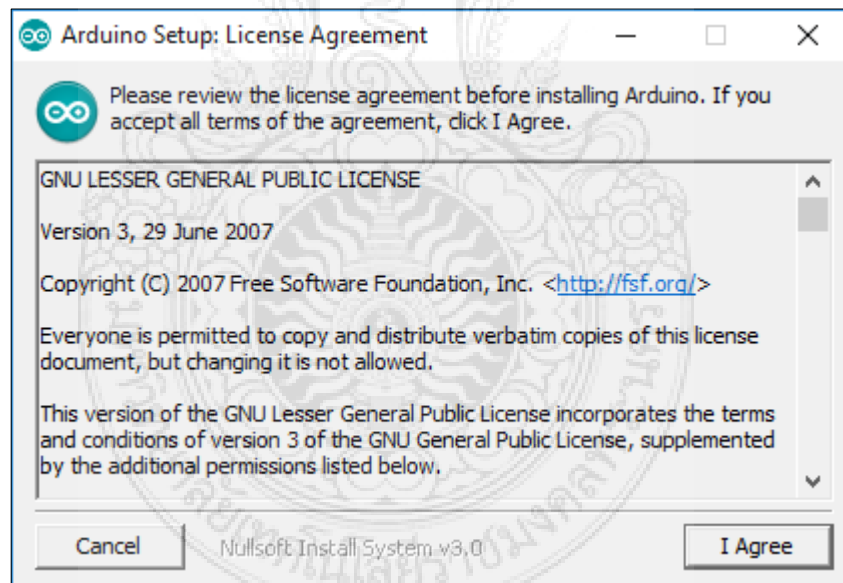 Arduino Setup: License Agreement
Please review the license agreement before installing Arduino. If you
accept all terms of the agreement, click I Agree.
GNU LESSER GENERAL PUBLIC LICENSE
Version 3, 29 June 2007
Copyright (C) 2007 Free Software Foundation, Inc. <http://fsf.org/>
Everyone is permitted to copy and distribute verbatim copies of this license
document, but changing it is not allowed.
This version of the GNU Lesser General Public License incorporates the terms
and conditions of version 3 of the GNU General Public License, supplemented
by the additional permissions listed below.
Cancel
Nullsoft Install System v3.0
I Agree